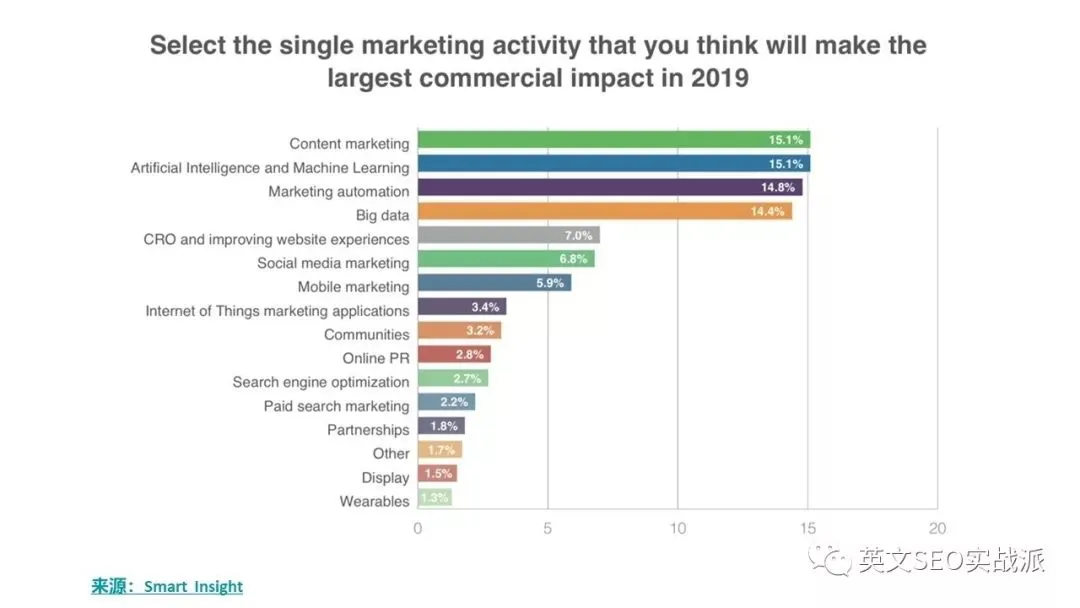 Select the single marketing activity that you think will make the
largest commercial impact in 2019
Content marketing 15.1%
Artificial Intelligence and Machine Learning 15.1%
Marketing automation 14.8%
Big data 14.4%
CRO and improving website experiences 7.0%
Social media marketing 6.8%
Mobile marketing 5.9%
Internet of Things marketing applications 3.4%
Communities 3.2%
Online PR 2.8%
Search engine optimization 2.7%
Paid search marketing 2.2%
Partnerships 1.8%
Other 1.7%
Display 1.5%
Wearables 1.3%
0 5 10 15 20
英文SEO实战派
来源：Smart Insight